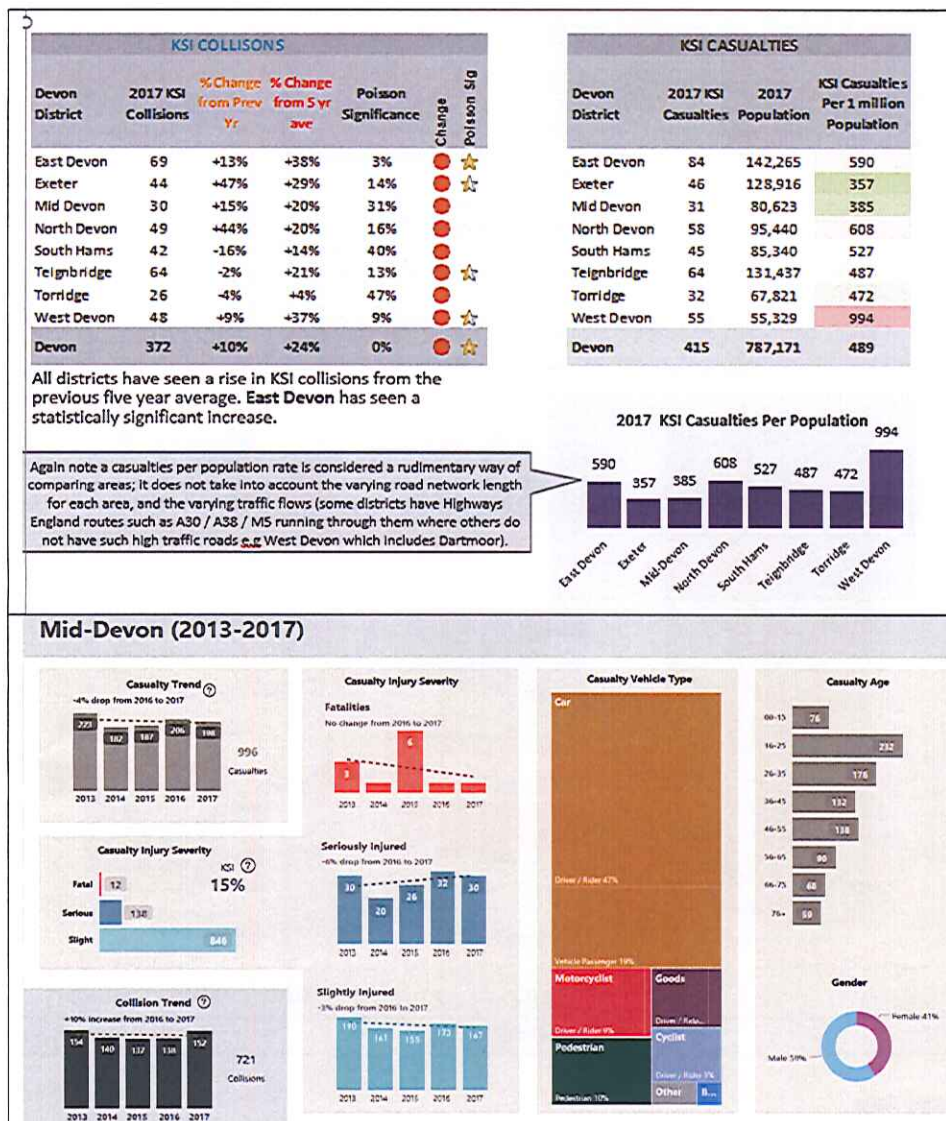 KSI COLLISONS
Devon District	2017 KSI Collisions	% Change from Prev Yr	% Change from 5 yr ave	Poisson Significance	Change	Poisson Sig
East Devon	69	+13%	+38%	3%
Exeter	44	+47%	+29%	14%
Mid Devon	30	+15%	+20%	31%
North Devon	49	+44%	+20%	16%
South Hams	42	-16%	+14%	40%
Teignbridge	64	-2%	+21%	13%
Torridge	26	-4%	+4%	47%
West Devon	48	+9%	+37%	9%
Devon	372	+10%	+24%	0%
KSI CASUALTIES
Devon District	2017 KSI Casualties	2017 Population	KSI Casualties Per 1 million Population
East Devon	84	142,265	590
Exeter	46	128,916	357
Mid Devon	31	80,623	385
North Devon	58	95,440	608
South Hams	45	85,340	527
Teignbridge	64	131,437	487
Torridge	32	67,821	472
West Devon	55	55,329	994
Devon	415	787,171	489
All districts have seen a rise in KSI collisions from the
previous five year average. East Devon has seen a
statistically significant increase.
Again note a casualties per population rate is considered a rudimentary way of
comparing areas; it does not take into account the varying road network length
for each area, and the varying traffic flows (some districts have Highways
England routes such as A30 / A38 / M5 running through them where others do
not have such high traffic roads e.g West Devon which includes Dartmoor).
2017 KSI Casualties Per Population
590 357 385 608 527 487 472 994
East Devon Exeter Mid-Devon North Devon South Hams Teignbridge Torridge West Devon
Mid-Devon (2013-2017)
Casualty Trend ?
-4% drop from 2016 to 2017
223 182 187 206 198
996
Casualties
2013 2014 2015 2016 2017
Casualty Injury Severity
KSI ?
15%
Fatal 12
Serious 138
Slight 846
Collision Trend ?
+10% increase from 2016 to 2017
154 140 137 138 152
721
Collisions
2013 2014 2015 2016 2017
Casualty Injury Severity
Fatalities
No change from 2016 to 2017
3 6
2013 2014 2015 2016 2017
Seriously Injured
-6% drop from 2016 to 2017
30 20 26 32 30
2013 2014 2015 2016 2017
Slightly Injured
-3% drop from 2016 to 2017
190 161 155 173 167
2013 2014 2015 2016 2017
Casualty Vehicle Type
Car
Driver / Rider 47%
Vehicle Passenger 19%
Motorcyclist
Driver / Rider 9%
Pedestrian
Pedestrian 10%
Goods
Cyclist
Other
B...
Casualty Age
00-15 76
16-25 232
26-35 176
36-45 132
46-55 138
56-65 90
66-75 68
76+ 59
Gender
Female 41%
Male 59%